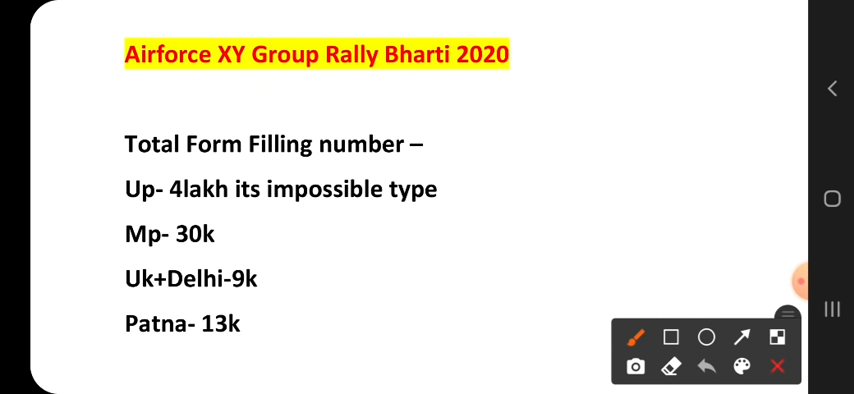 Airforce XY Group Rally Bharti 2020
Total Form Filling number –
Up- 4lakh its impossible type
Mp- 30k
Uk+Delhi-9k
Patna- 13k